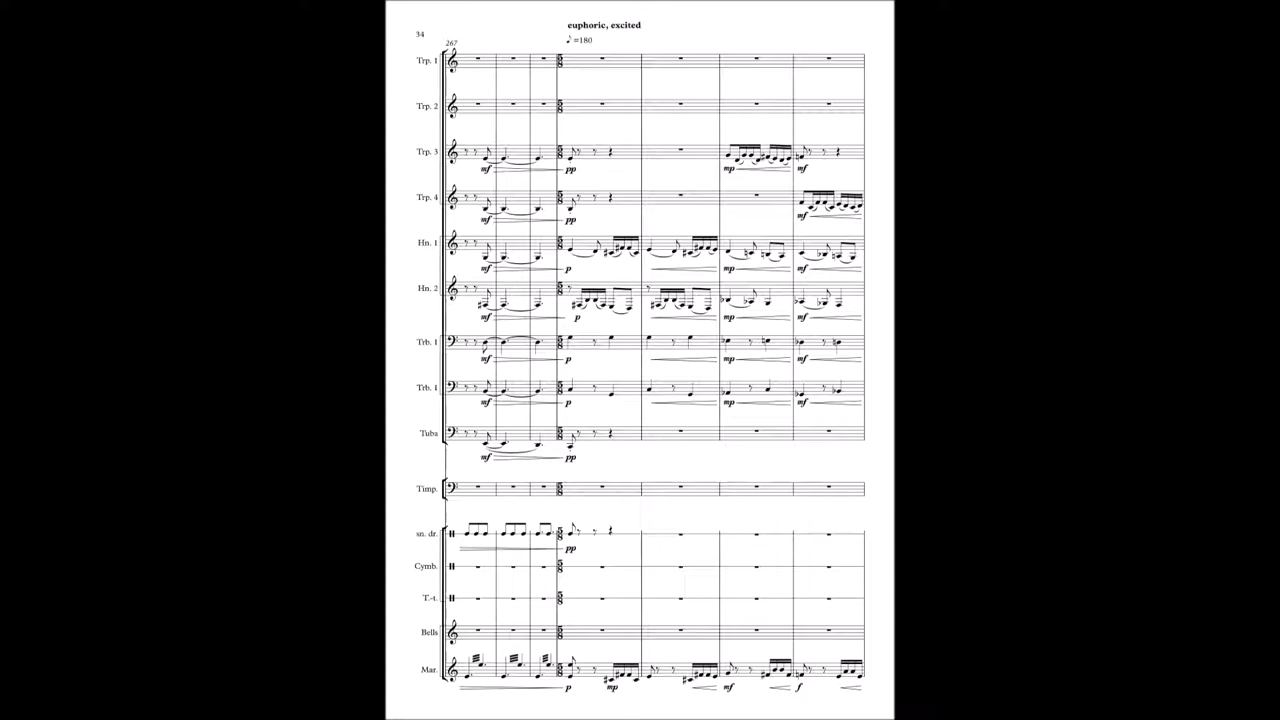 euphoric, excited
34
♪ =180
267
Trp. 1
Trp. 2
Trp. 3
mf pp mp mf
Trp. 4
mf pp mf
Hn. 1
mf p mp mf
Hn. 2
mf p mp mf
Trb. 1
mf p mp mf
Trb. 1
mf p mp mf
Tuba
mf pp
Timp.
sn. dr.
pp
Cymb.
T.-t.
Bells
Mar.
p mp mf f